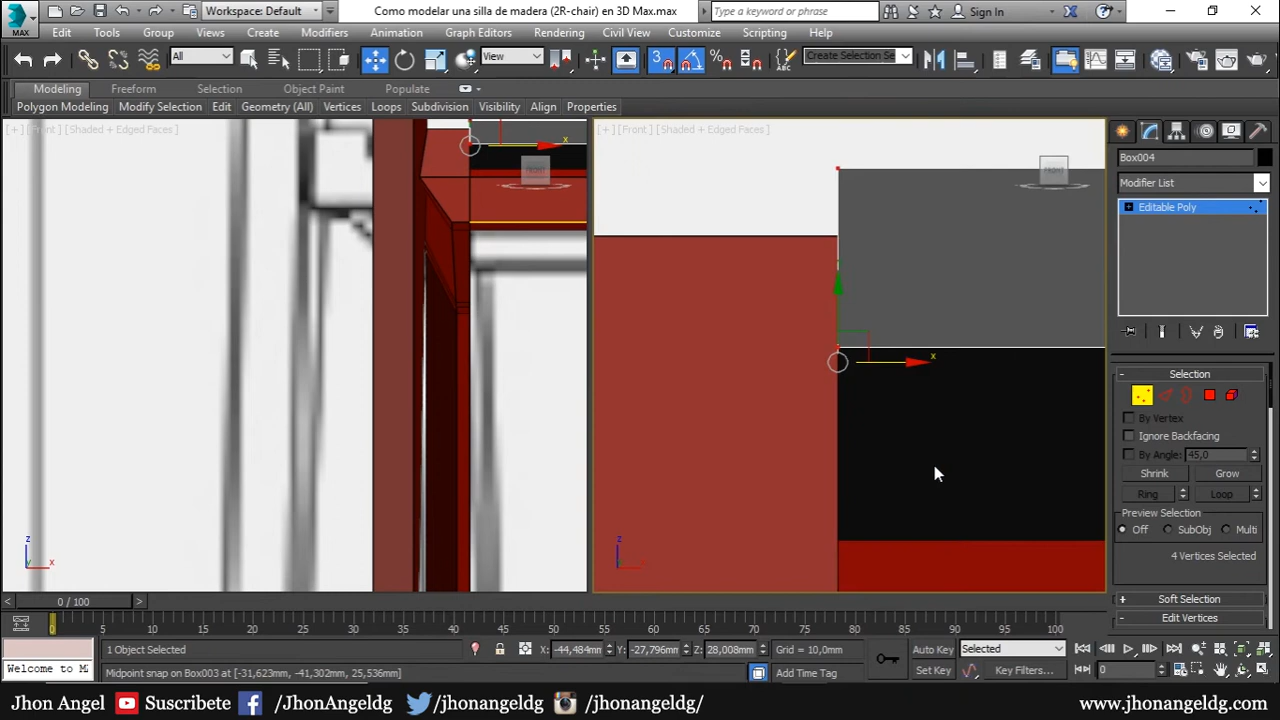 MAX
Workspace: Default
Como modelar una silla de madera (2R-chair) en 3D Max.max
Type a keyword or phrase
Sign In
Edit Tools Group Views Create Modifiers Animation Graph Editors Rendering Civil View Customize Scripting Help
All View 3 Create Selection Se
Modeling Freeform Selection Object Paint Populate
Polygon Modeling Modify Selection Edit Geometry (All) Vertices Loops Subdivision Visibility Align Properties
[ + ] [ Front ] [ Shaded + Edged Faces ]
[ + ] [ Front ] [ Shaded + Edged Faces ]
Box004
Modifier List
Editable Poly
x
x
z
x
z
Selection
By Vertex
Ignore Backfacing
By Angle: 45,0
Shrink Grow
Ring Loop
Preview Selection
Off SubObj Multi
4 Vertices Selected
Soft Selection
Edit Vertices
0 / 100
0 5 10 15 20 25 30 35 40 45 50 55 60 65 70 75 80 85 90 95 100
1 Object Selected
X: -44,484mm Y: -27,796mm Z: 28,008mm Grid = 10,0mm
Auto Key Selected
Welcome to M
Midpoint snap on Box003 at [-31,623mm, -41,302mm, 25,536mm]
Add Time Tag
Set Key Key Filters... 0
Jhon Angel Suscribete /JhonAngeldg /jhonangeldg /jhonangeldg/ www.jhonangeldg.com